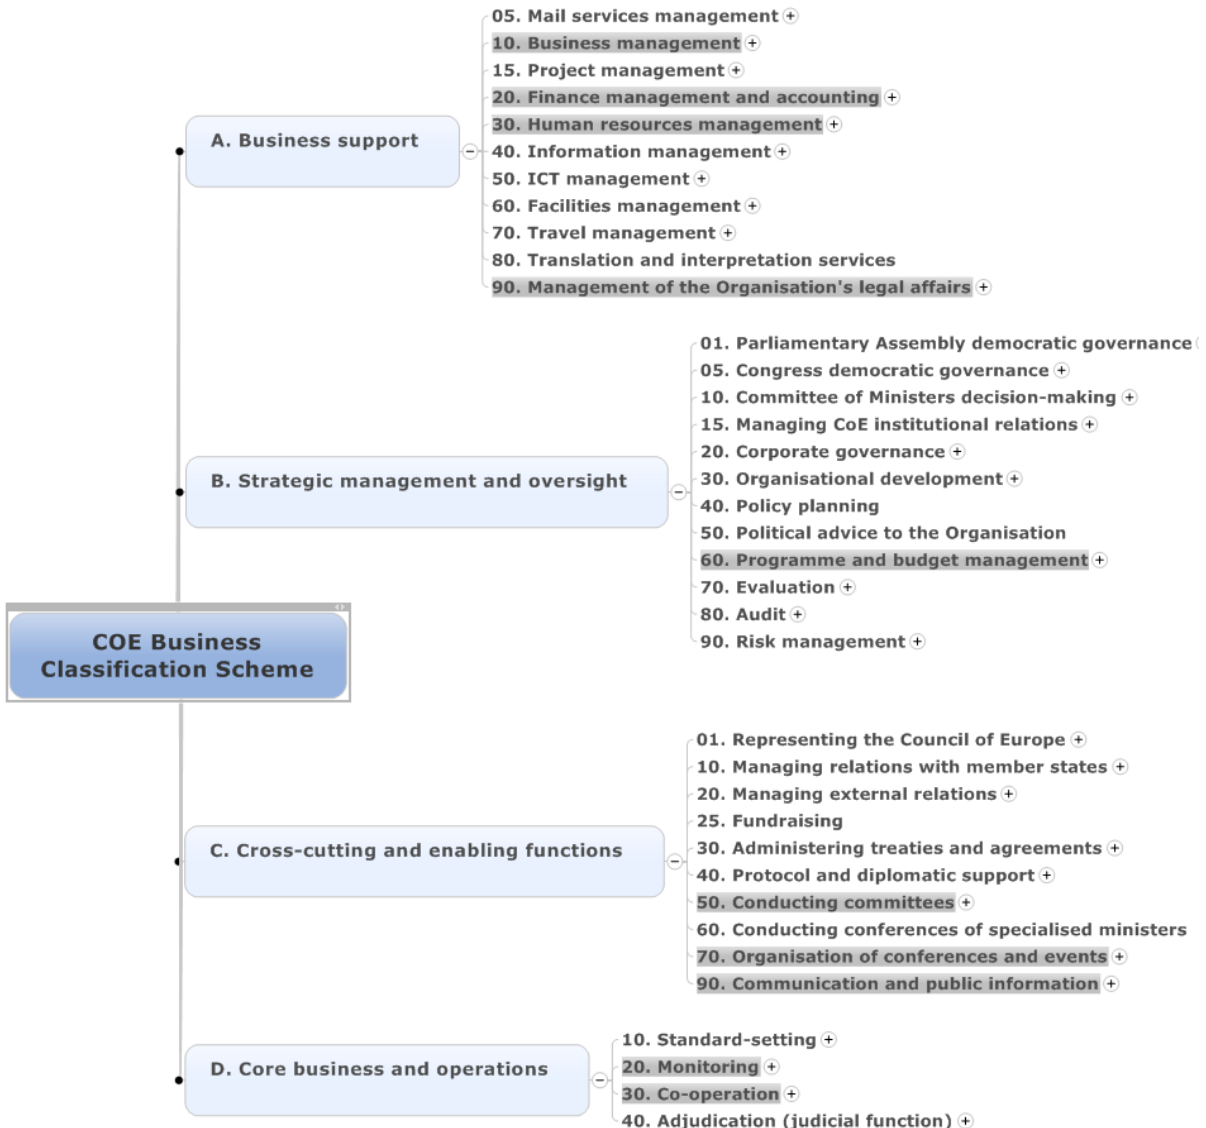 05. Mail services management
10. Business management
15. Project management
20. Finance management and accounting
30. Human resources management
A. Business support
40. Information management
50. ICT management
60. Facilities management
70. Travel management
80. Translation and interpretation services
90. Management of the Organisation's legal affairs
01. Parliamentary Assembly democratic governance
05. Congress democratic governance
10. Committee of Ministers decision-making
15. Managing CoE institutional relations
20. Corporate governance
30. Organisational development
B. Strategic management and oversight
40. Policy planning
50. Political advice to the Organisation
60. Programme and budget management
70. Evaluation
80. Audit
90. Risk management
COE Business
Classification Scheme
01. Representing the Council of Europe
10. Managing relations with member states
20. Managing external relations
25. Fundraising
30. Administering treaties and agreements
C. Cross-cutting and enabling functions
40. Protocol and diplomatic support
50. Conducting committees
60. Conducting conferences of specialised ministers
70. Organisation of conferences and events
90. Communication and public information
10. Standard-setting
20. Monitoring
D. Core business and operations
30. Co-operation
40. Adjudication (judicial function)